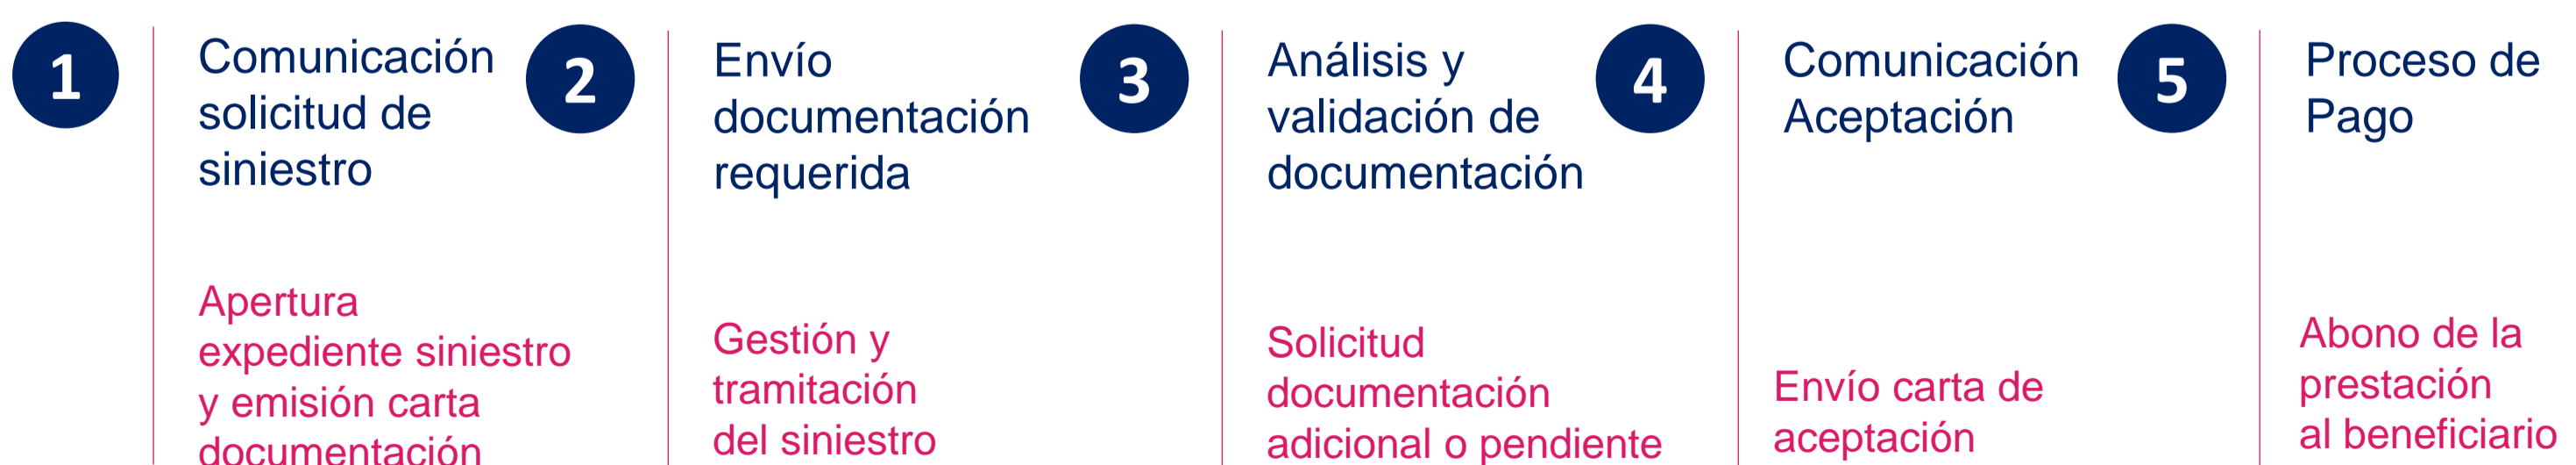 1
Comunicación
solicitud de
siniestro
Apertura
expediente siniestro
y emisión carta
documentación
2
Envío
documentación
requerida
Gestión y
tramitación
del siniestro
3
Análisis y
validación de
documentación
Solicitud
documentación
adicional o pendiente
4
Comunicación
Aceptación
Envío carta de
aceptación
5
Proceso de
Pago
Abono de la
prestación
al beneficiario